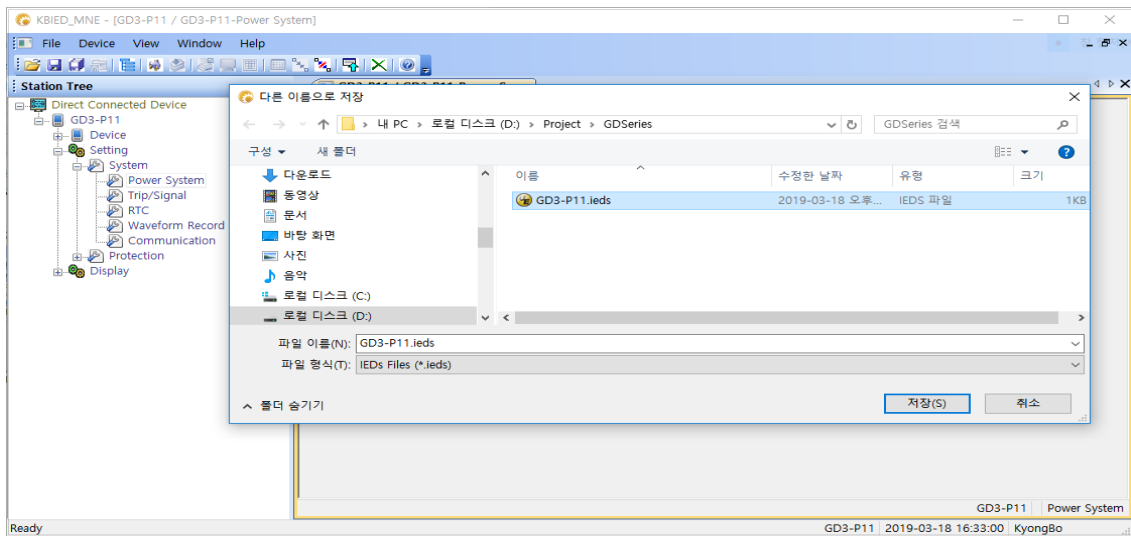 KBIED_MNE - [GD3-P11 / GD3-P11-Power System]
File Device View Window Help
Station Tree
Direct Connected Device
GD3-P11
Device
Setting
System
Power System
Trip/Signal
RTC
Waveform Record
Communication
Protection
Display
다른 이름으로 저장
내 PC › 로컬 디스크 (D:) › Project › GDSeries
GDSeries 검색
구성 새 폴더
다운로드
동영상
문서
바탕 화면
사진
음악
로컬 디스크 (C:)
로컬 디스크 (D:)
이름 수정한 날짜 유형 크기
GD3-P11.ieds 2019-03-18 오후... IEDS 파일 1KB
파일 이름(N): GD3-P11.ieds
파일 형식(T): IEDs Files (*.ieds)
폴더 숨기기
저장(S) 취소
GD3-P11 Power System
Ready GD3-P11 2019-03-18 16:33:00 KyongBo